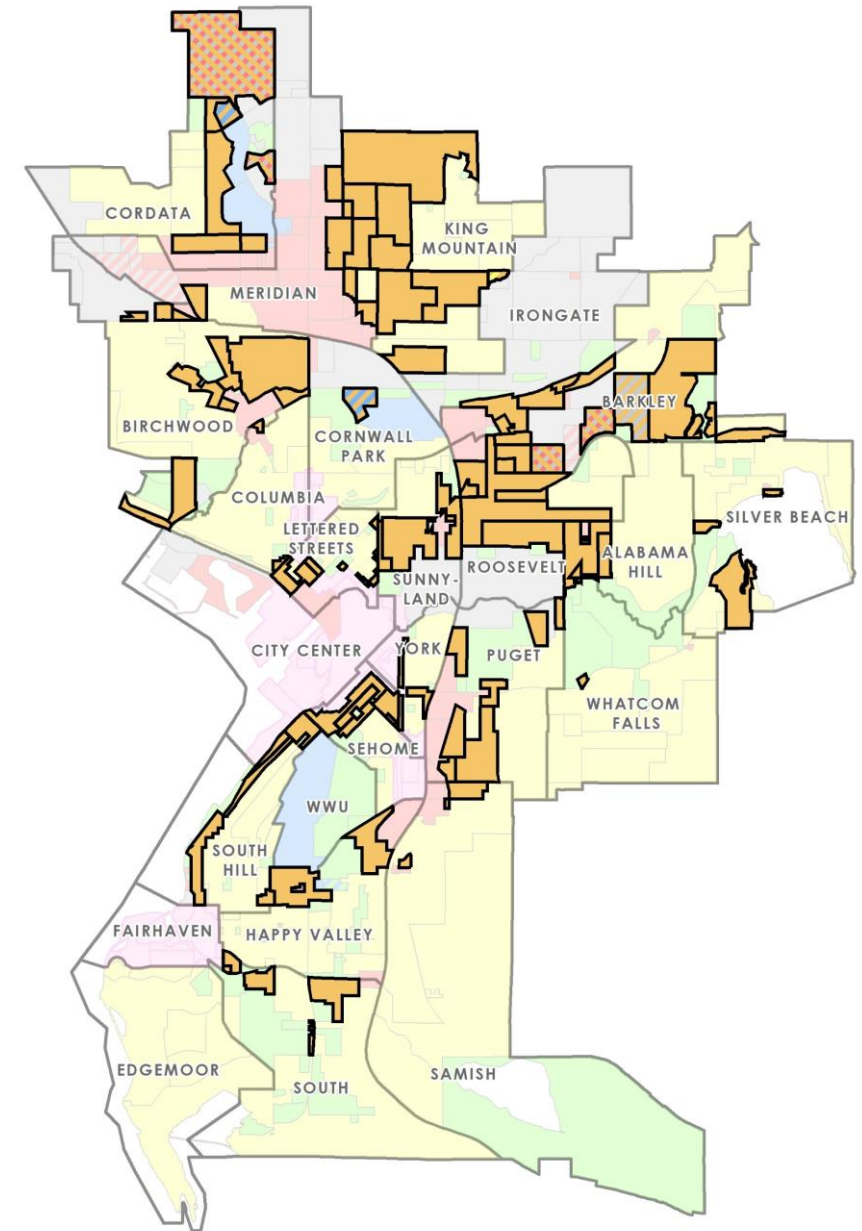 CORDATA
KING
MOUNTAIN
MERIDIAN
IRONGATE
BARKLEY
BIRCHWOOD
CORNWALL
PARK
COLUMBIA
SILVER BEACH
LETTERED
STREETS
ALABAMA
HILL
ROOSEVELT
SUNNY-
LAND
CITY CENTER
YORK
PUGET
WHATCOM
FALLS
SEHOME
WWU
SOUTH
HILL
FAIRHAVEN
HAPPY VALLEY
EDGEMOOR
SOUTH
SAMISH